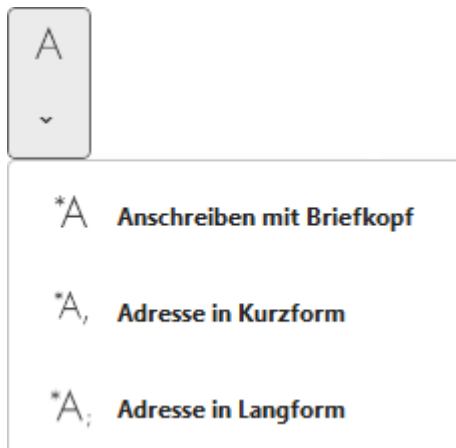 A
*A Anschreiben mit Briefkopf
*A, Adresse in Kurzform
*A; Adresse in Langform